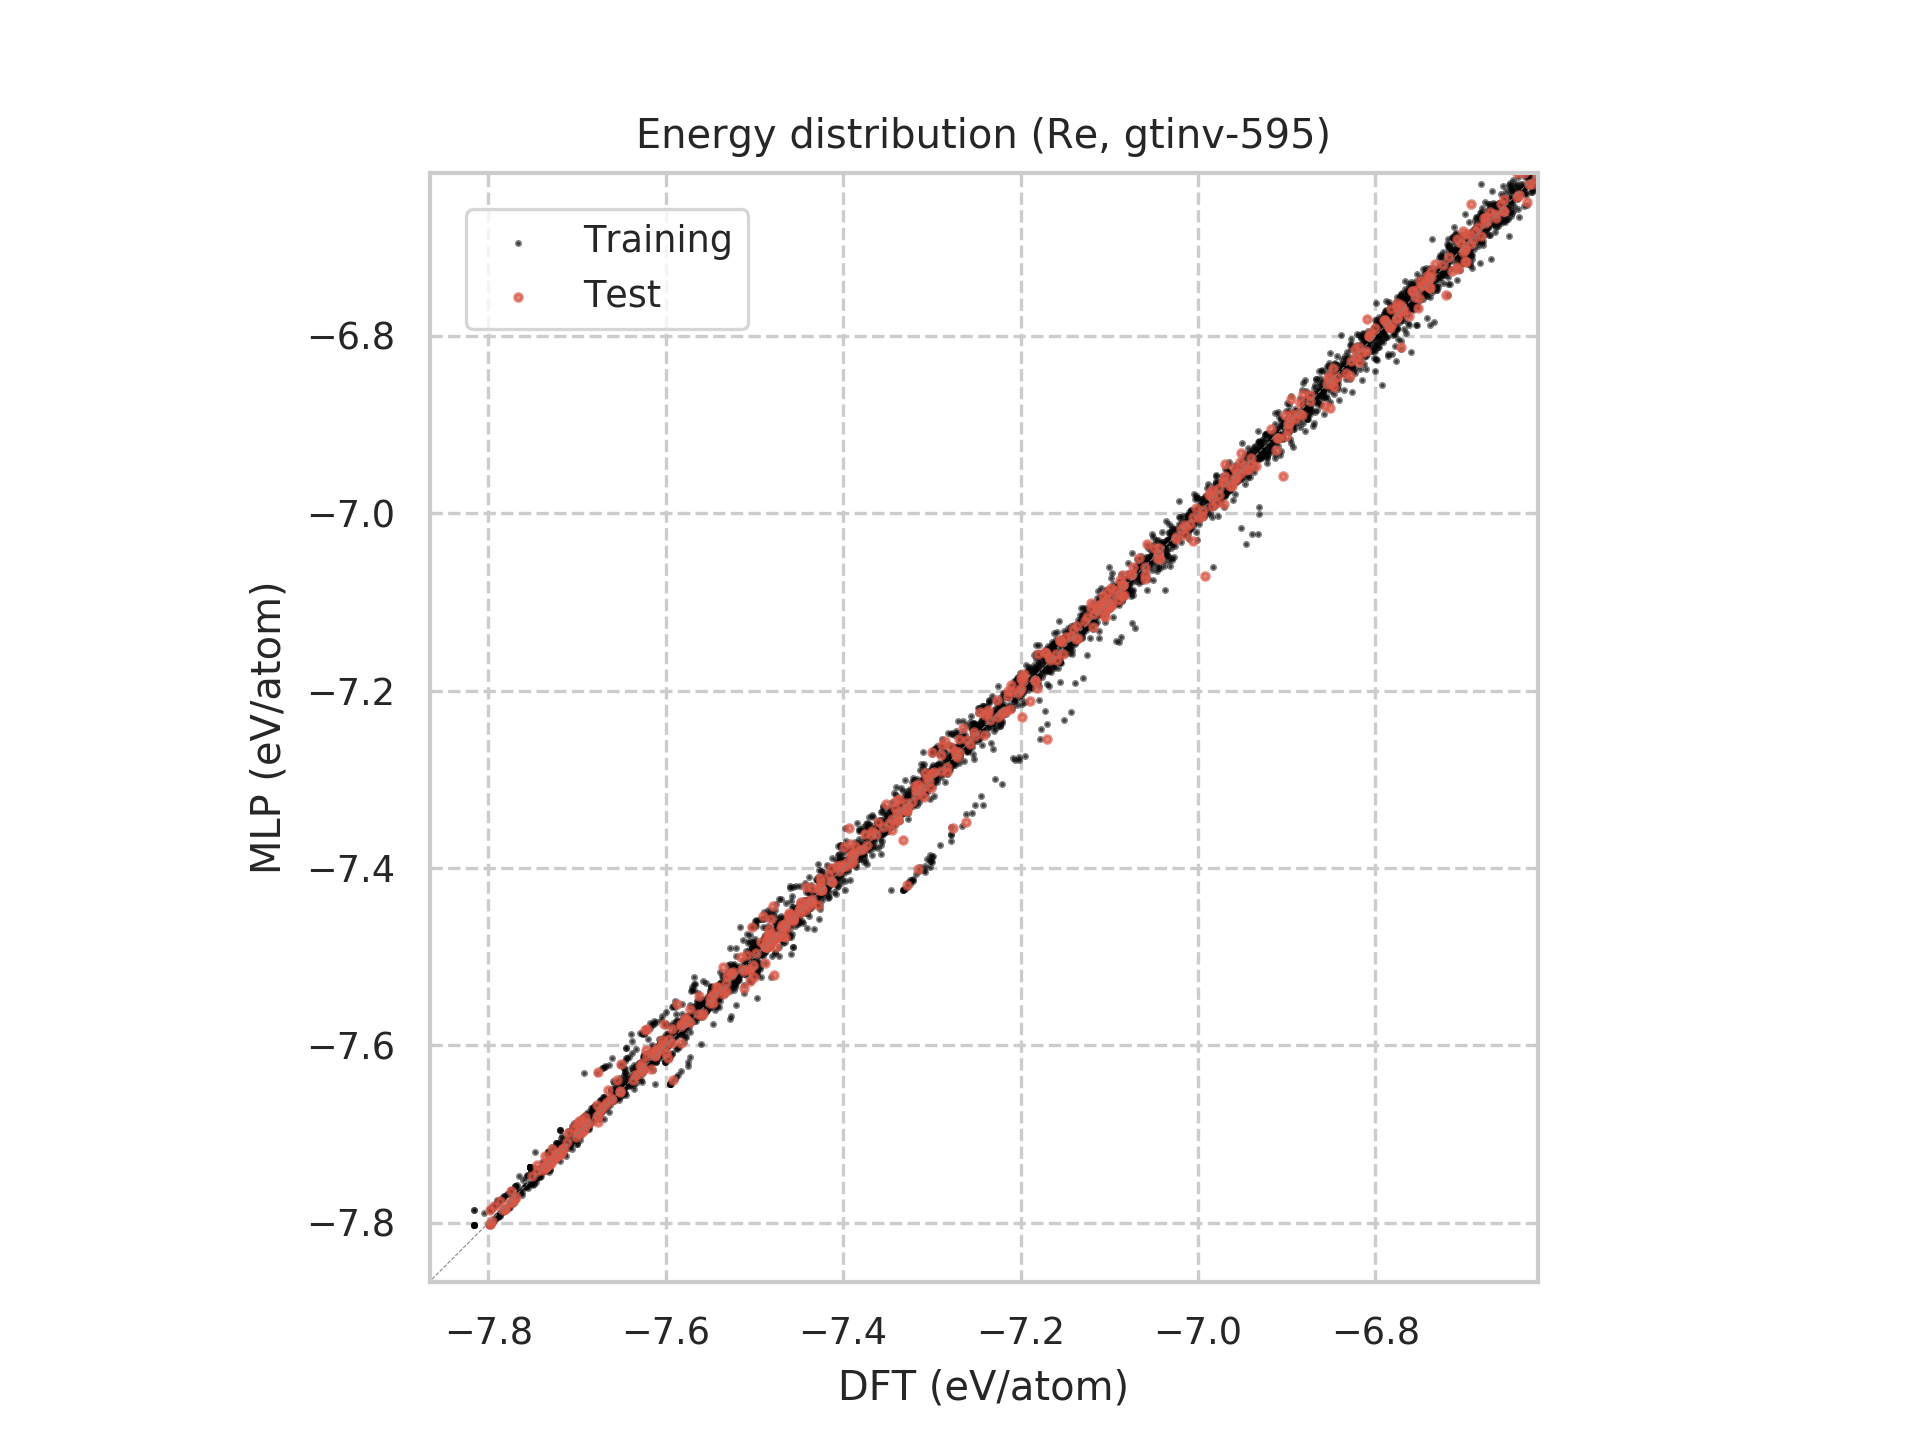 Energy distribution (Re, gtinv-595)
Training
Test
−6.8
−7.0
−7.2
−7.4
−7.6
−7.8
MLP (eV/atom)
−7.8 −7.6 −7.4 −7.2 −7.0 −6.8
DFT (eV/atom)